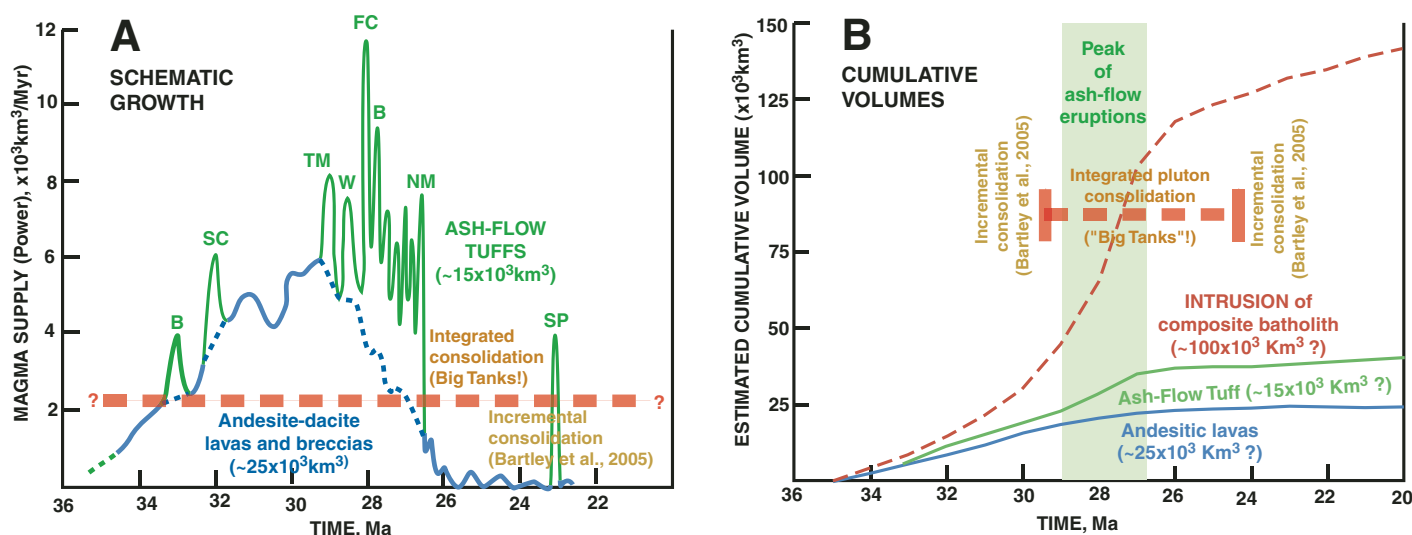 A
SCHEMATIC
GROWTH
MAGMA SUPPLY (Power), x10³km³/Myr)
12
10
8
6
4
2
FC
B
TM
W
NM
SC
B
SP
ASH-FLOW
TUFFS
(~15x10³km³)
Integrated
consolidation
(Big Tanks!)
?
?
Andesite-dacite
lavas and breccias
(~25x10³km³)
Incremental
consolidation
(Bartley et al., 2005)
36
34
32
30
28
26
24
22
TIME, Ma
B
CUMULATIVE
VOLUMES
ESTIMATED CUMULATIVE VOLUME (x10³km³)
150
125
100
75
50
25
Peak
of
ash-flow
eruptions
Incremental
consolidation
(Bartley et al., 2005)
Integrated pluton
consolidation
("Big Tanks"!)
Incremental
consolidation
(Bartley et al., 2005)
INTRUSION of
composite batholith
(~100x10³ Km³ ?)
Ash-Flow Tuff (~15x10³ Km³ ?)
Andesitic lavas
(~25x10³ Km³ ?)
36
34
32
30
28
26
24
22
20
TIME, Ma